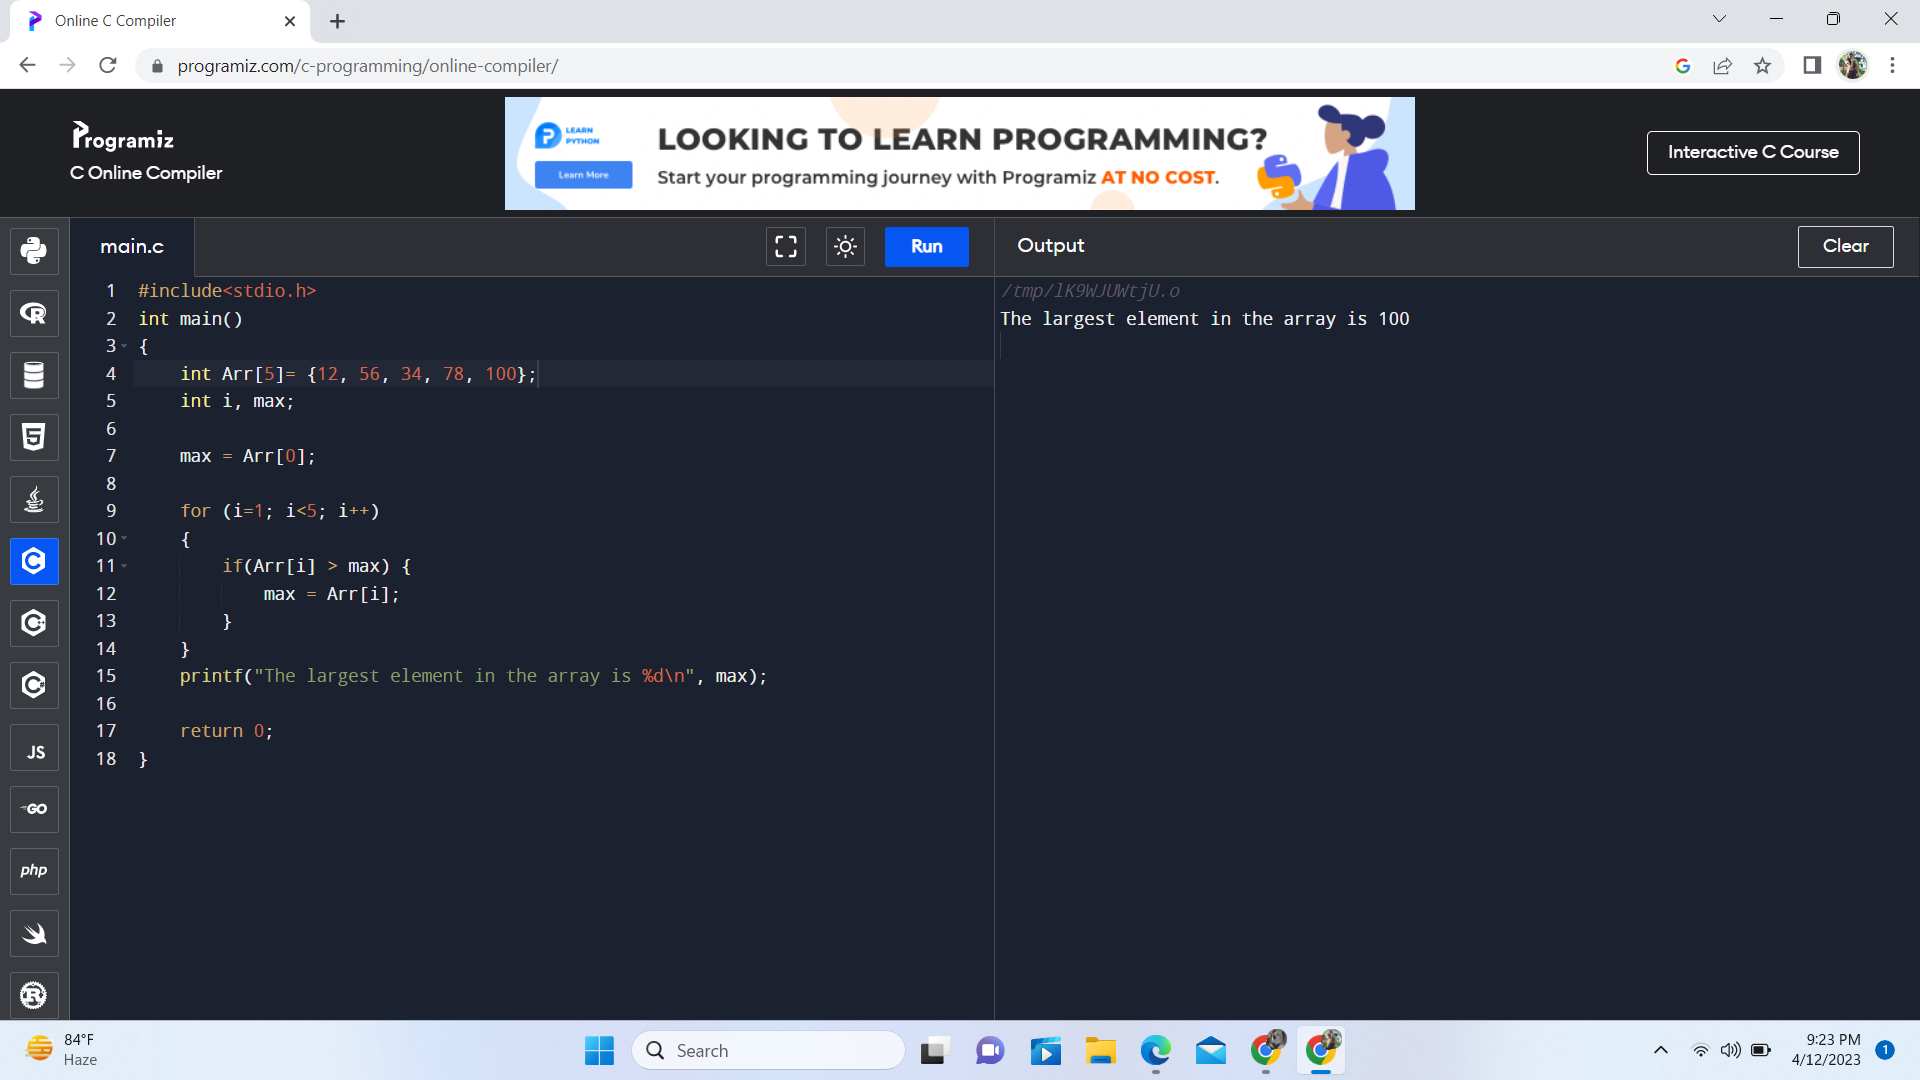 Online C Compiler
programiz.com/c-programming/online-compiler/
Programiz
C Online Compiler
LEARN
PYTHON
Learn More
LOOKING TO LEARN PROGRAMMING?
Start your programming journey with Programiz AT NO COST.
Interactive C Course
main.c
Run
Output
Clear
1 #include<stdio.h>
2 int main()
3 {
4     int Arr[5]= {12, 56, 34, 78, 100};
5     int i, max;
6
7     max = Arr[0];
8
9     for (i=1; i<5; i++)
10     {
11         if(Arr[i] > max) {
12             max = Arr[i];
13         }
14     }
15     printf("The largest element in the array is %d\n", max);
16
17     return 0;
18 }
/tmp/lK9WJUWtjU.o
The largest element in the array is 100
JS
GO
php
84°F
Haze
Search
9:23 PM
4/12/2023
1